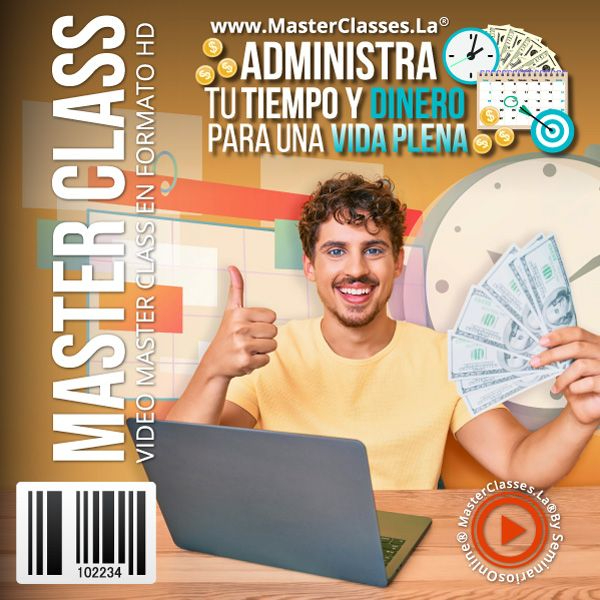 www.MasterClasses.La®
ADMINISTRA
TU TIEMPO Y DINERO
PARA UNA VIDA PLENA
MASTER CLASS
VIDEO MASTER CLASS EN FORMATO HD
102234
MasterClasses.La®By SeminariosOnline®